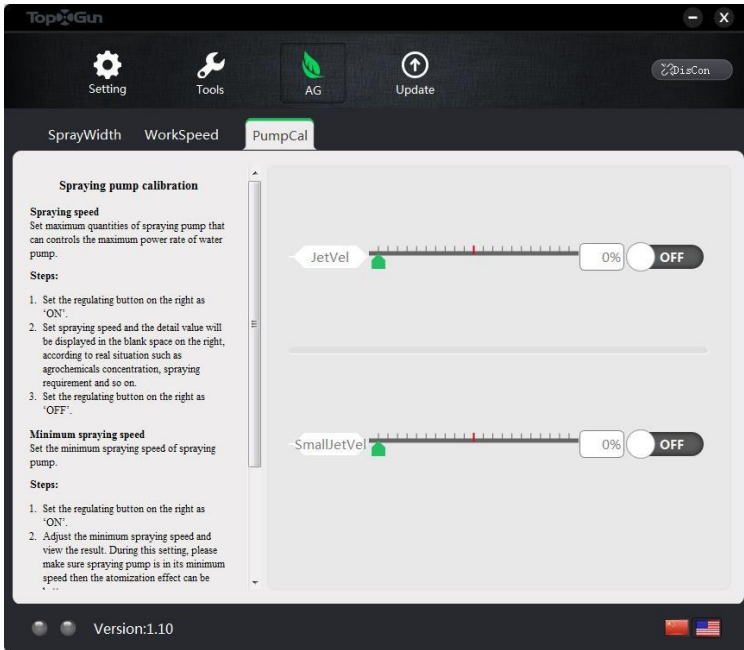 TopXGun
Setting
Tools
AG
Update
DisCon
SprayWidth WorkSpeed PumpCal
Spraying pump calibration
Spraying speed
Set maximum quantities of spraying pump that
can controls the maximum power rate of water
pump.
Steps:
1. Set the regulating button on the right as
‘ON’.
2. Set spraying speed and the detail value will
be displayed in the blank space on the right,
according to real situation such as
agrochemicals concentration, spraying
requirement and so on.
3. Set the regulating button on the right as
‘OFF’.
Minimum spraying speed
Set the minimum spraying speed of spraying
pump.
Steps:
1. Set the regulating button on the right as
‘ON’.
2. Adjust the minimum spraying speed and
view the result. During this setting, please
make sure spraying pump is in its minimum
speed then the atomization effect can be
JetVel 0% OFF
SmallJetVel 0% OFF
Version:1.10